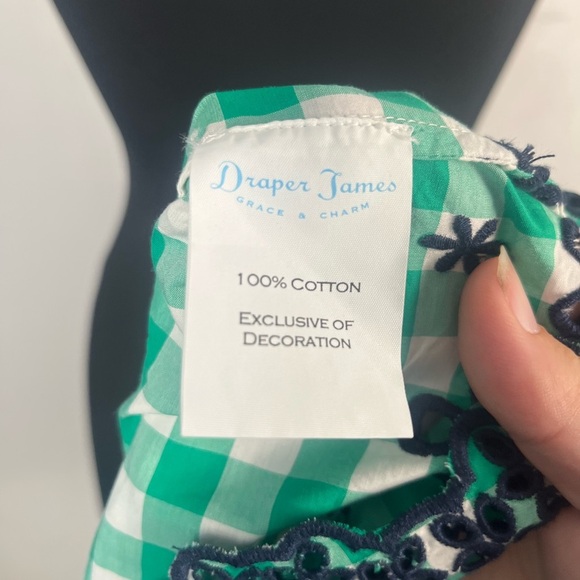 Draper James
GRACE & CHARM
100% COTTON
EXCLUSIVE OF
DECORATION